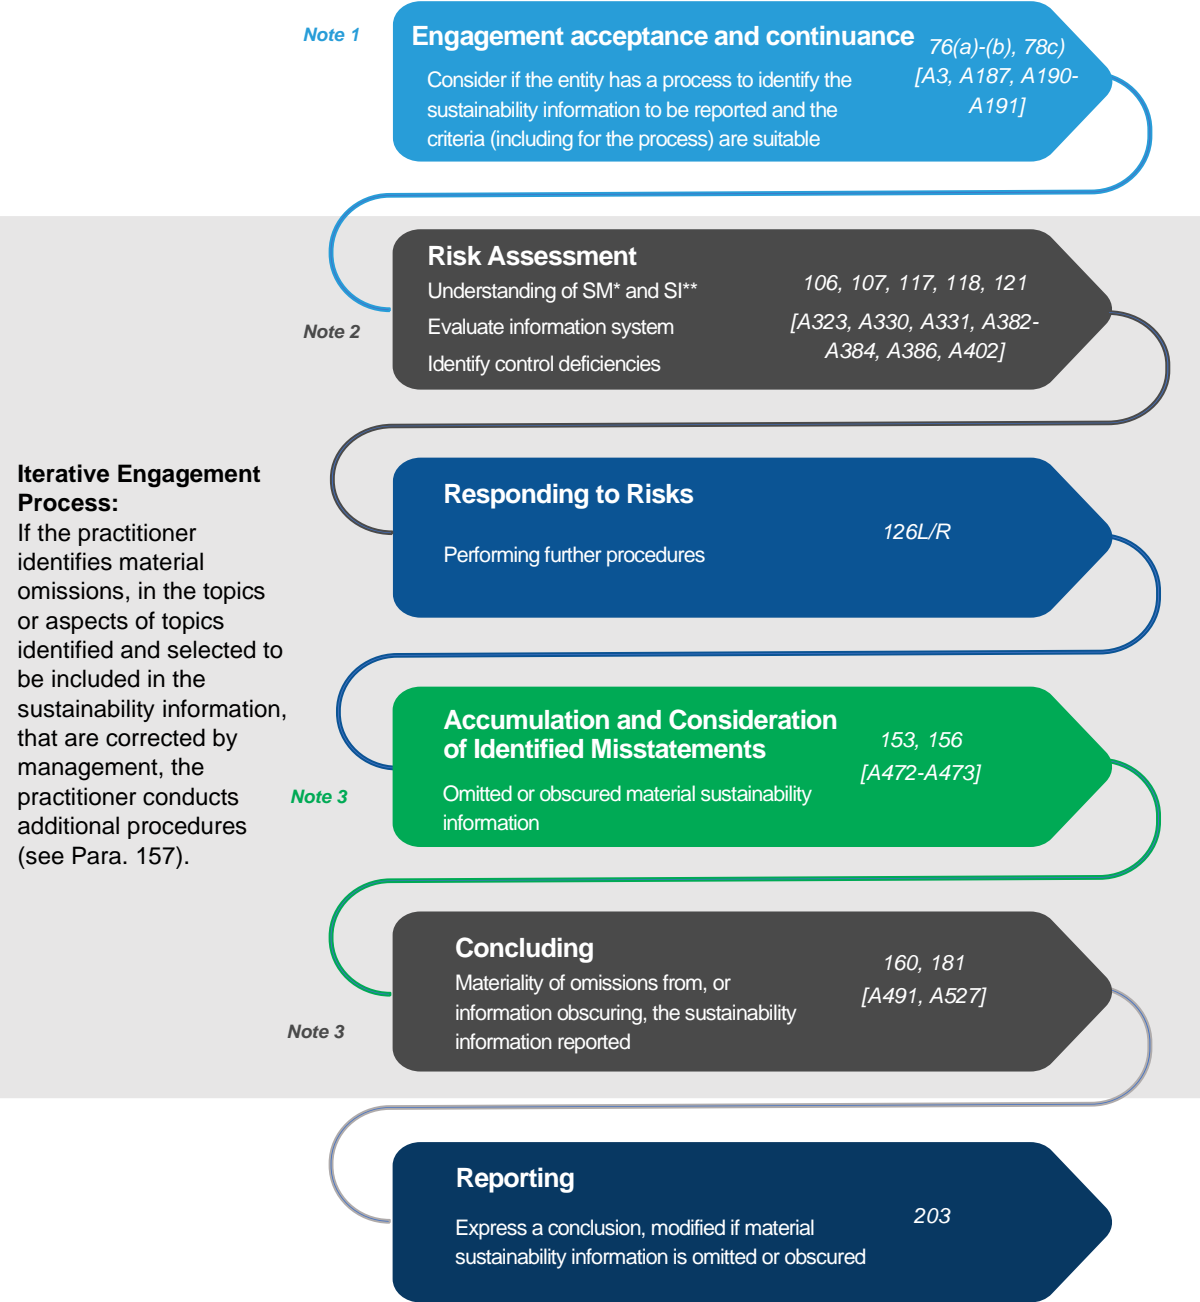 Note 1
Engagement acceptance and continuance
Consider if the entity has a process to identify the
sustainability information to be reported and the
criteria (including for the process) are suitable
76(a)-(b), 78c)
[A3, A187, A190-
A191]
Risk Assessment
Understanding of SM* and SI**
Evaluate information system
Identify control deficiencies
106, 107, 117, 118, 121
[A323, A330, A331, A382-
A384, A386, A402]
Note 2
Iterative Engagement
Process:
If the practitioner
identifies material
omissions, in the topics
or aspects of topics
identified and selected to
be included in the
sustainability information,
that are corrected by
management, the
practitioner conducts
additional procedures
(see Para. 157).
Responding to Risks
Performing further procedures
126L/R
Accumulation and Consideration
of Identified Misstatements
Omitted or obscured material sustainability
information
153, 156
[A472-A473]
Note 3
Concluding
Materiality of omissions from, or
information obscuring, the sustainability
information reported
160, 181
[A491, A527]
Note 3
Reporting
Express a conclusion, modified if material
sustainability information is omitted or obscured
203